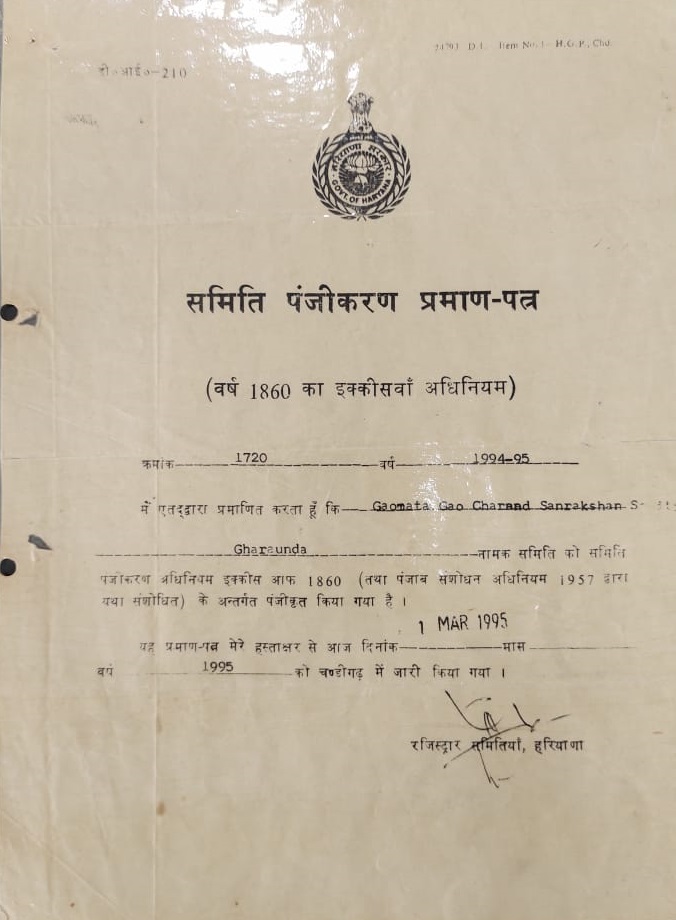 डी०आई०-210
D.I. Item No. 1- H.G.P., Chd.
हरियाणा सरकार
GOVT. OF HARYANA
समिति पंजीकरण प्रमाण-पत्र
(वर्ष 1860 का इक्कीसवाँ अधिनियम)
क्रमांक 1720 वर्ष 1994-95
मैं एतद्द्वारा प्रमाणित करता हूँ कि Gaomata Gao Charand Sanrakshan
Gharaunda नामक समिति को समिति
पंजीकरण अधिनियम इक्कीस आफ 1860 (तथा पंजाब संशोधन अधिनियम 1957 द्वारा
यथा संशोधित) के अन्तर्गत पंजीकृत किया गया है ।
1 MAR 1995
यह प्रमाण-पत्र मेरे हस्ताक्षर से आज दिनांक मास
वर्ष 1995 को चण्डीगढ़ में जारी किया गया ।
रजिस्ट्रार समितियाँ, हरियाणा